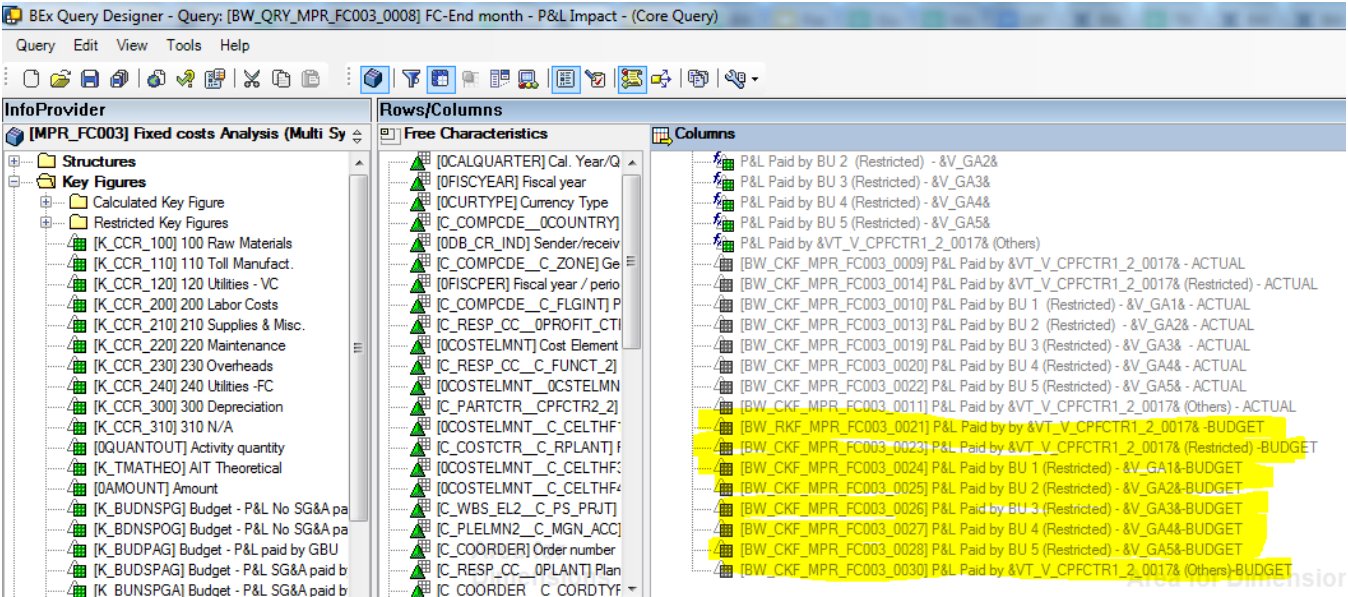 BEx Query Designer - Query: [BW_QRY_MPR_FC003_0008] FC-End month - P&L Impact - (Core Query)
Query Edit View Tools Help
InfoProvider
[MPR_FC003] Fixed costs Analysis (Multi Sy
Structures
Key Figures
Calculated Key Figure
Restricted Key Figures
[K_CCR_100] 100 Raw Materials
[K_CCR_110] 110 Toll Manufact.
[K_CCR_120] 120 Utilities - VC
[K_CCR_200] 200 Labor Costs
[K_CCR_210] 210 Supplies & Misc.
[K_CCR_220] 220 Maintenance
[K_CCR_230] 230 Overheads
[K_CCR_240] 240 Utilities -FC
[K_CCR_300] 300 Depreciation
[K_CCR_310] 310 N/A
[0QUANTOUT] Activity quantity
[K_TMATHEO] AIT Theoretical
[0AMOUNT] Amount
[K_BUDNSPG] Budget - P&L No SG&A pa
[K_BDNSPOG] Budget - P&L No SG&A pa
[K_BUDPAG] Budget - P&L paid by GBU
[K_BUDSPAG] Budget - P&L SG&A paid b
[K_BUNSPGA] Budget - P&L SG&A paid b
Rows/Columns
Free Characteristics
[0CALQUARTER] Cal. Year/Q
[0FISCYEAR] Fiscal year
[0CURTYPE] Currency Type
[C_COMPCDE__0COUNTRY]
[0DB_CR_IND] Sender/receiv
[C_COMPCDE__C_ZONE] Ge
[0FISCPER] Fiscal year / perio
[C_COMPCDE__C_FLGINT] P
[C_RESP_CC__0PROFIT_CTI
[0COSTELMNT] Cost Element
[C_RESP_CC__C_FUNCT_2]
[0COSTELMNT__0CSTELMN
[C_PARTCTR__CPFCTR2_2]
[0COSTELMNT__C_CELTHF1
[C_COSTCTR__C_RPLANT] F
[0COSTELMNT__C_CELTHF3
[0COSTELMNT__C_CELTHF4
[C_WBS_EL2__C_PS_PRJT]
[C_PLELMN2__C_MGN_ACC]
[C_COORDER] Order number
[C_RESP_CC__0PLANT] Plan
[C_COORDER__C_CORDTYF
Columns
P&L Paid by BU 2 (Restricted) - &V_GA2&
P&L Paid by BU 3 (Restricted) - &V_GA3&
P&L Paid by BU 4 (Restricted) - &V_GA4&
P&L Paid by BU 5 (Restricted) - &V_GA5&
P&L Paid by &VT_V_CPFCTR1_2_0017& (Others)
[BW_CKF_MPR_FC003_0009] P&L Paid by &VT_V_CPFCTR1_2_0017& - ACTUAL
[BW_CKF_MPR_FC003_0014] P&L Paid by &VT_V_CPFCTR1_2_0017& (Restricted) - ACTUAL
[BW_CKF_MPR_FC003_0010] P&L Paid by BU 1 (Restricted) - &V_GA1& - ACTUAL
[BW_CKF_MPR_FC003_0013] P&L Paid by BU 2 (Restricted) - &V_GA2& - ACTUAL
[BW_CKF_MPR_FC003_0019] P&L Paid by BU 3 (Restricted) - &V_GA3& - ACTUAL
[BW_CKF_MPR_FC003_0020] P&L Paid by BU 4 (Restricted) - &V_GA4& - ACTUAL
[BW_CKF_MPR_FC003_0022] P&L Paid by BU 5 (Restricted) - &V_GA5& - ACTUAL
[BW_CKF_MPR_FC003_0011] P&L Paid by &VT_V_CPFCTR1_2_0017& (Others) - ACTUAL
[BW_RKF_MPR_FC003_0021] P&L Paid by by &VT_V_CPFCTR1_2_0017& -BUDGET
[BW_CKF_MPR_FC003_0023] P&L Paid by &VT_V_CPFCTR1_2_0017& (Restricted) -BUDGET
[BW_CKF_MPR_FC003_0024] P&L Paid by BU 1 (Restricted) - &V_GA1&-BUDGET
[BW_CKF_MPR_FC003_0025] P&L Paid by BU 2 (Restricted) - &V_GA2&-BUDGET
[BW_CKF_MPR_FC003_0026] P&L Paid by BU 3 (Restricted) - &V_GA3&-BUDGET
[BW_CKF_MPR_FC003_0027] P&L Paid by BU 4 (Restricted) - &V_GA4&-BUDGET
[BW_CKF_MPR_FC003_0028] P&L Paid by BU 5 (Restricted) - &V_GA5&-BUDGET
[BW_CKF_MPR_FC003_0030] P&L Paid by &VT_V_CPFCTR1_2_0017& (Others)-BUDGET